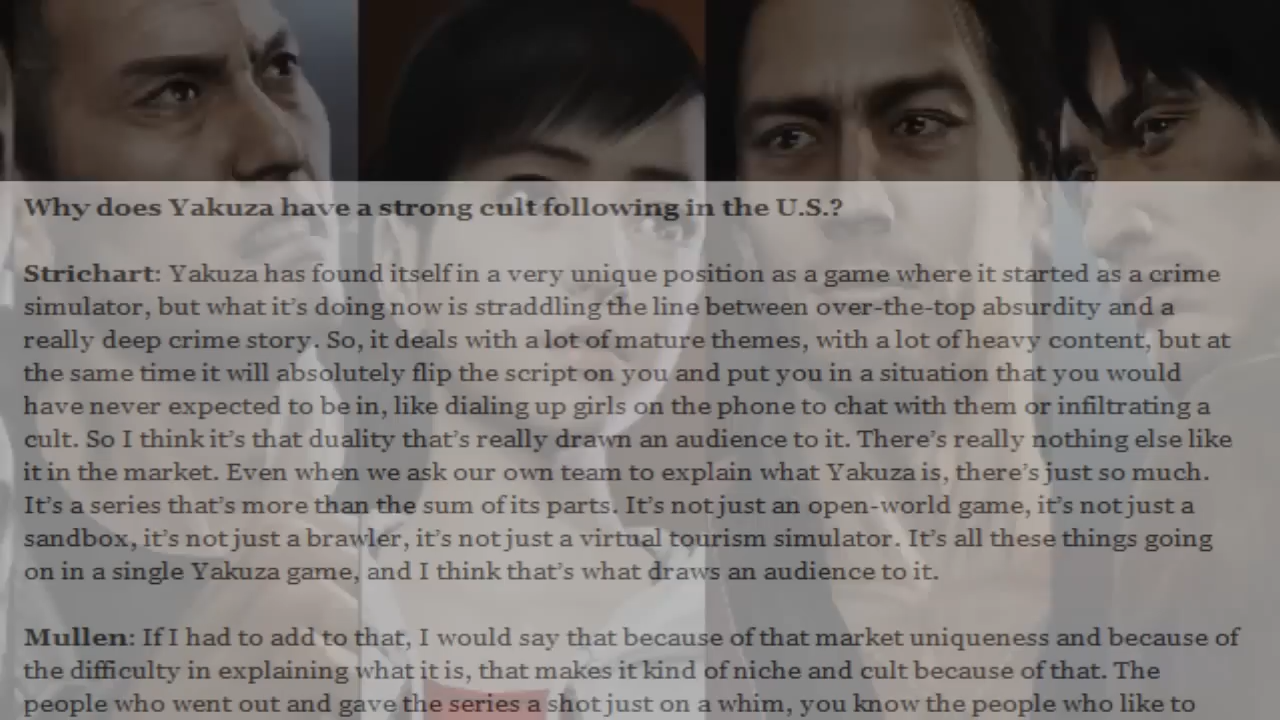 Why does Yakuza have a strong cult following in the U.S.?
Strichart: Yakuza has found itself in a very unique position as a game where it started as a crime
simulator, but what it's doing now is straddling the line between over-the-top absurdity and a
really deep crime story. So, it deals with a lot of mature themes, with a lot of heavy content, but at
the same time it will absolutely flip the script on you and put you in a situation that you would
have never expected to be in, like dialing up girls on the phone to chat with them or infiltrating a
cult. So I think it's that duality that's really drawn an audience to it. There's really nothing else like
it in the market. Even when we ask our own team to explain what Yakuza is, there's just so much.
It's a series that's more than the sum of its parts. It's not just an open-world game, it's not just a
sandbox, it's not just a brawler, it's not just a virtual tourism simulator. It's all these things going
on in a single Yakuza game, and I think that's what draws an audience to it.
Mullen: If I had to add to that, I would say that because of that market uniqueness and because of
the difficulty in explaining what it is, that makes it kind of niche and cult because of that. The
people who went out and gave the series a shot just on a whim, you know the people who like to